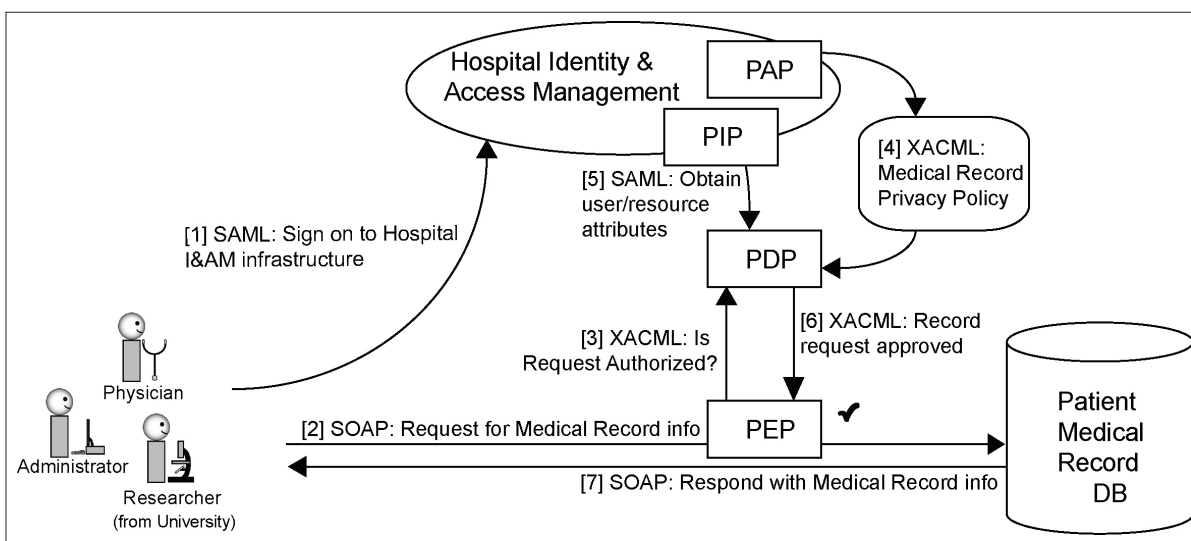 Hospital Identity &
Access Management
PAP
PIP
[4] XACML:
Medical Record
Privacy Policy
[5] SAML: Obtain
user/resource
attributes
[1] SAML: Sign on to Hospital
I&AM infrastructure
PDP
[3] XACML: Is
Request Authorized?
[6] XACML: Record
request approved
Physician
Administrator
Researcher
(from University)
[2] SOAP: Request for Medical Record info
PEP
[7] SOAP: Respond with Medical Record info
Patient
Medical
Record
DB